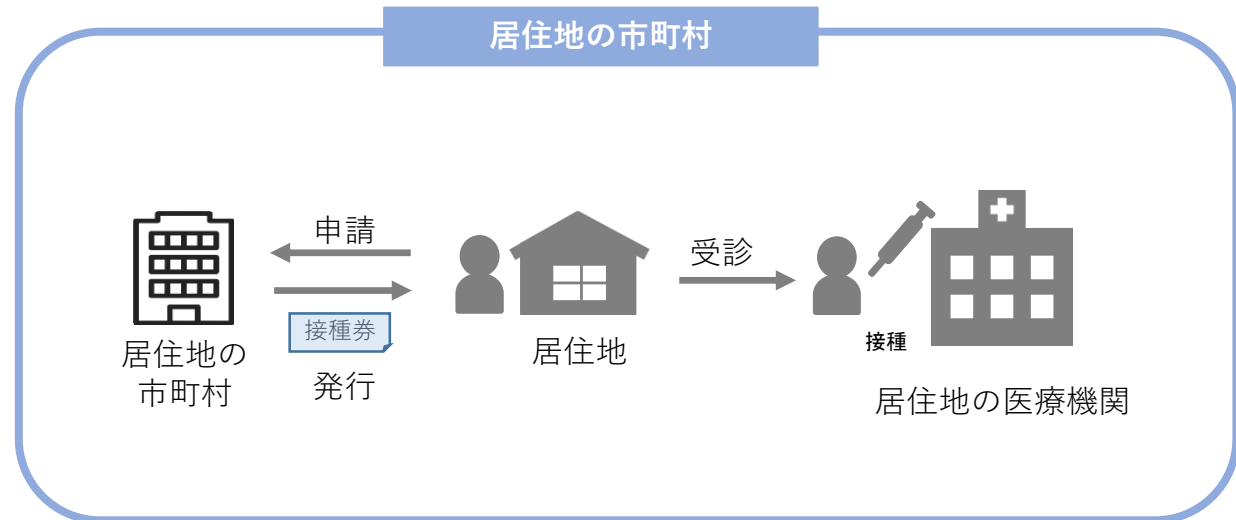 居住地の市町村
申請
接種券
発行
居住地の
市町村
居住地
受診
接種
居住地の医療機関